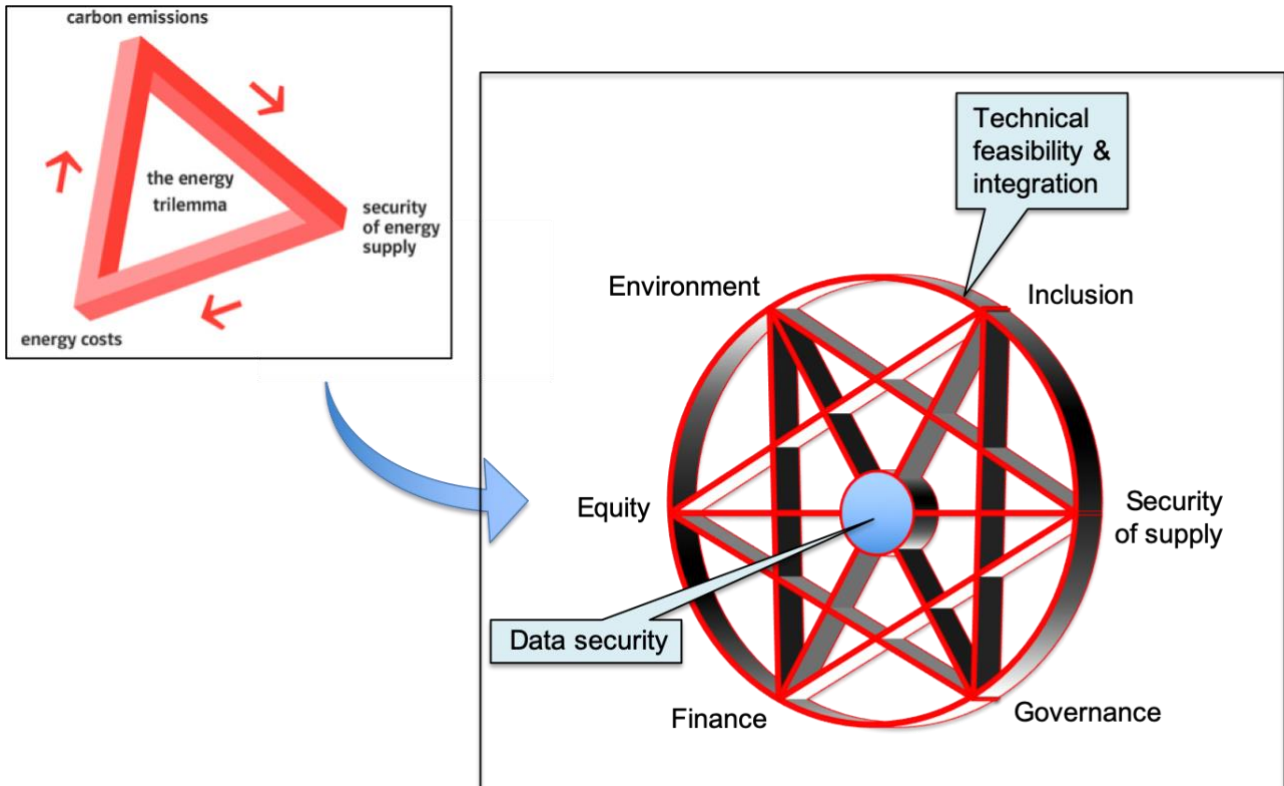 carbon emissions
the energy
trilemma
security
of energy
supply
energy costs
Technical
feasibility &
integration
Environment
Inclusion
Equity
Security
of supply
Data security
Finance
Governance